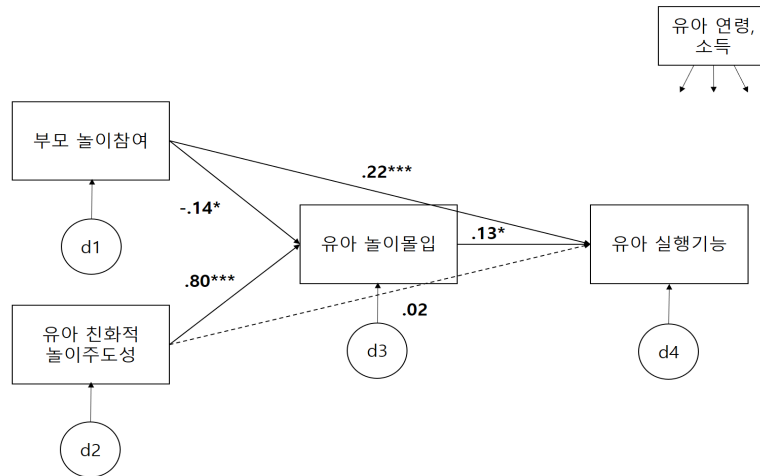 유아 연령,
소득
부모 놀이참여
.22***
-.14*
d1
유아 놀이몰입
.13*
유아 실행기능
.80***
.02
유아 친화적
놀이주도성
d3
d4
d2